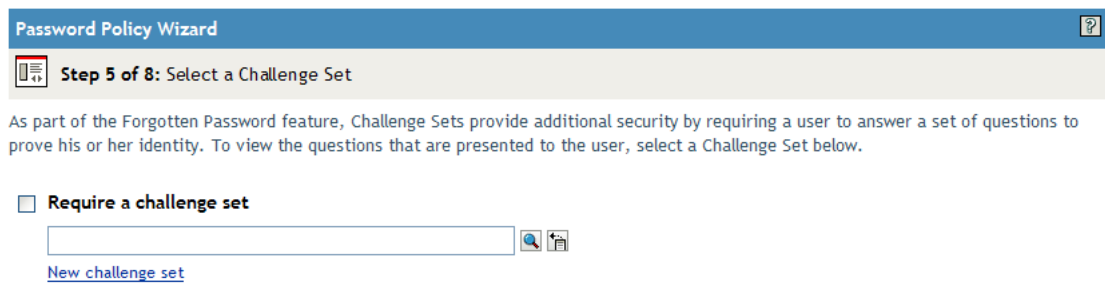 Password Policy Wizard
?
Step 5 of 8: Select a Challenge Set
As part of the Forgotten Password feature, Challenge Sets provide additional security by requiring a user to answer a set of questions to
prove his or her identity. To view the questions that are presented to the user, select a Challenge Set below.
Require a challenge set
New challenge set